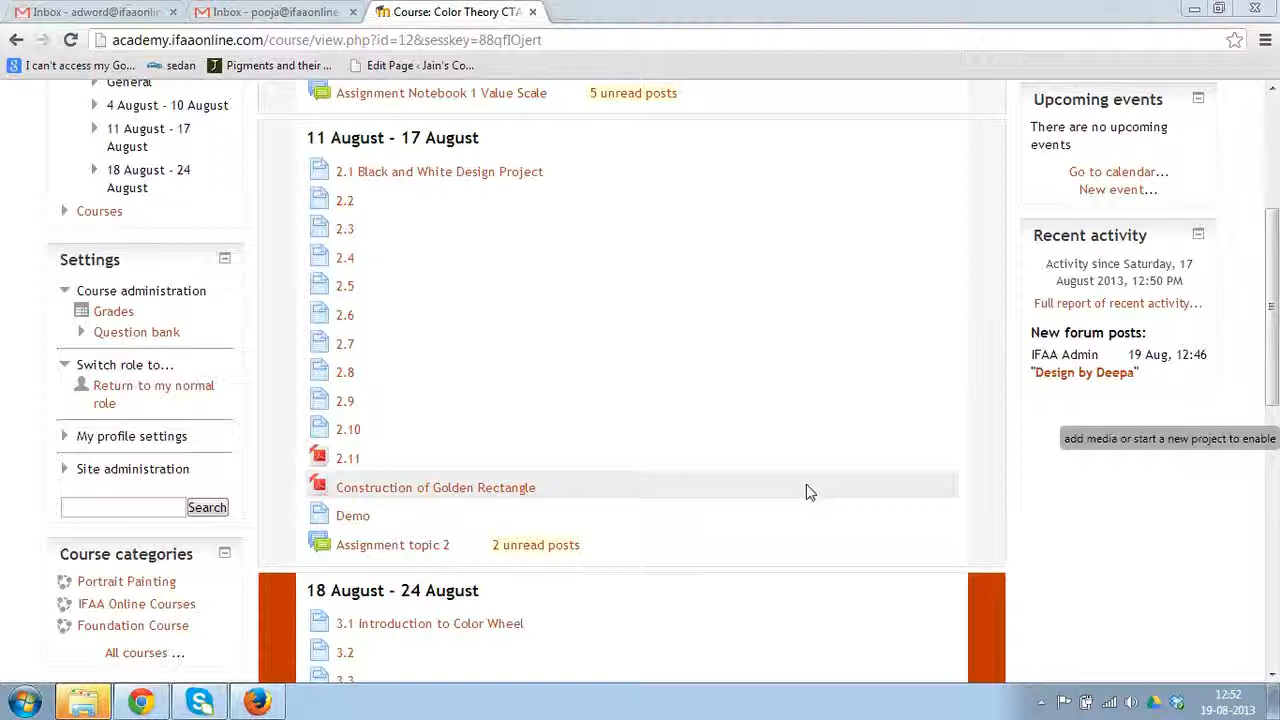 Inbox - adword@ifaaonlin
Inbox - pooja@ifaaonline
Course: Color Theory CTA
academy.ifaaonline.com/course/view.php?id=12&sesskey=88qfIOjert
I can't access my Go...
sedan
Pigments and their ...
Edit Page ‹ Jain's Co...
General
4 August - 10 August
11 August - 17
August
18 August - 24
August
Courses
Settings
Course administration
Grades
Question bank
Switch role to...
Return to my normal
role
My profile settings
Site administration
Search
Course categories
Portrait Painting
IFAA Online Courses
Foundation Course
All courses ...
Assignment Notebook 1 Value Scale 5 unread posts
11 August - 17 August
2.1 Black and White Design Project
2.2
2.3
2.4
2.5
2.6
2.7
2.8
2.9
2.10
2.11
Construction of Golden Rectangle
Demo
Assignment topic 2 2 unread posts
18 August - 24 August
3.1 Introduction to Color Wheel
3.2
3.3
Upcoming events
There are no upcoming
events
Go to calendar...
New event...
Recent activity
Activity since Saturday, 17
August 2013, 12:50 PM
Full report of recent activity...
New forum posts:
IFAA Admin 19 Aug, 12:46
"Design by Deepa"
add media or start a new project to enable
12:52
19-08-2013